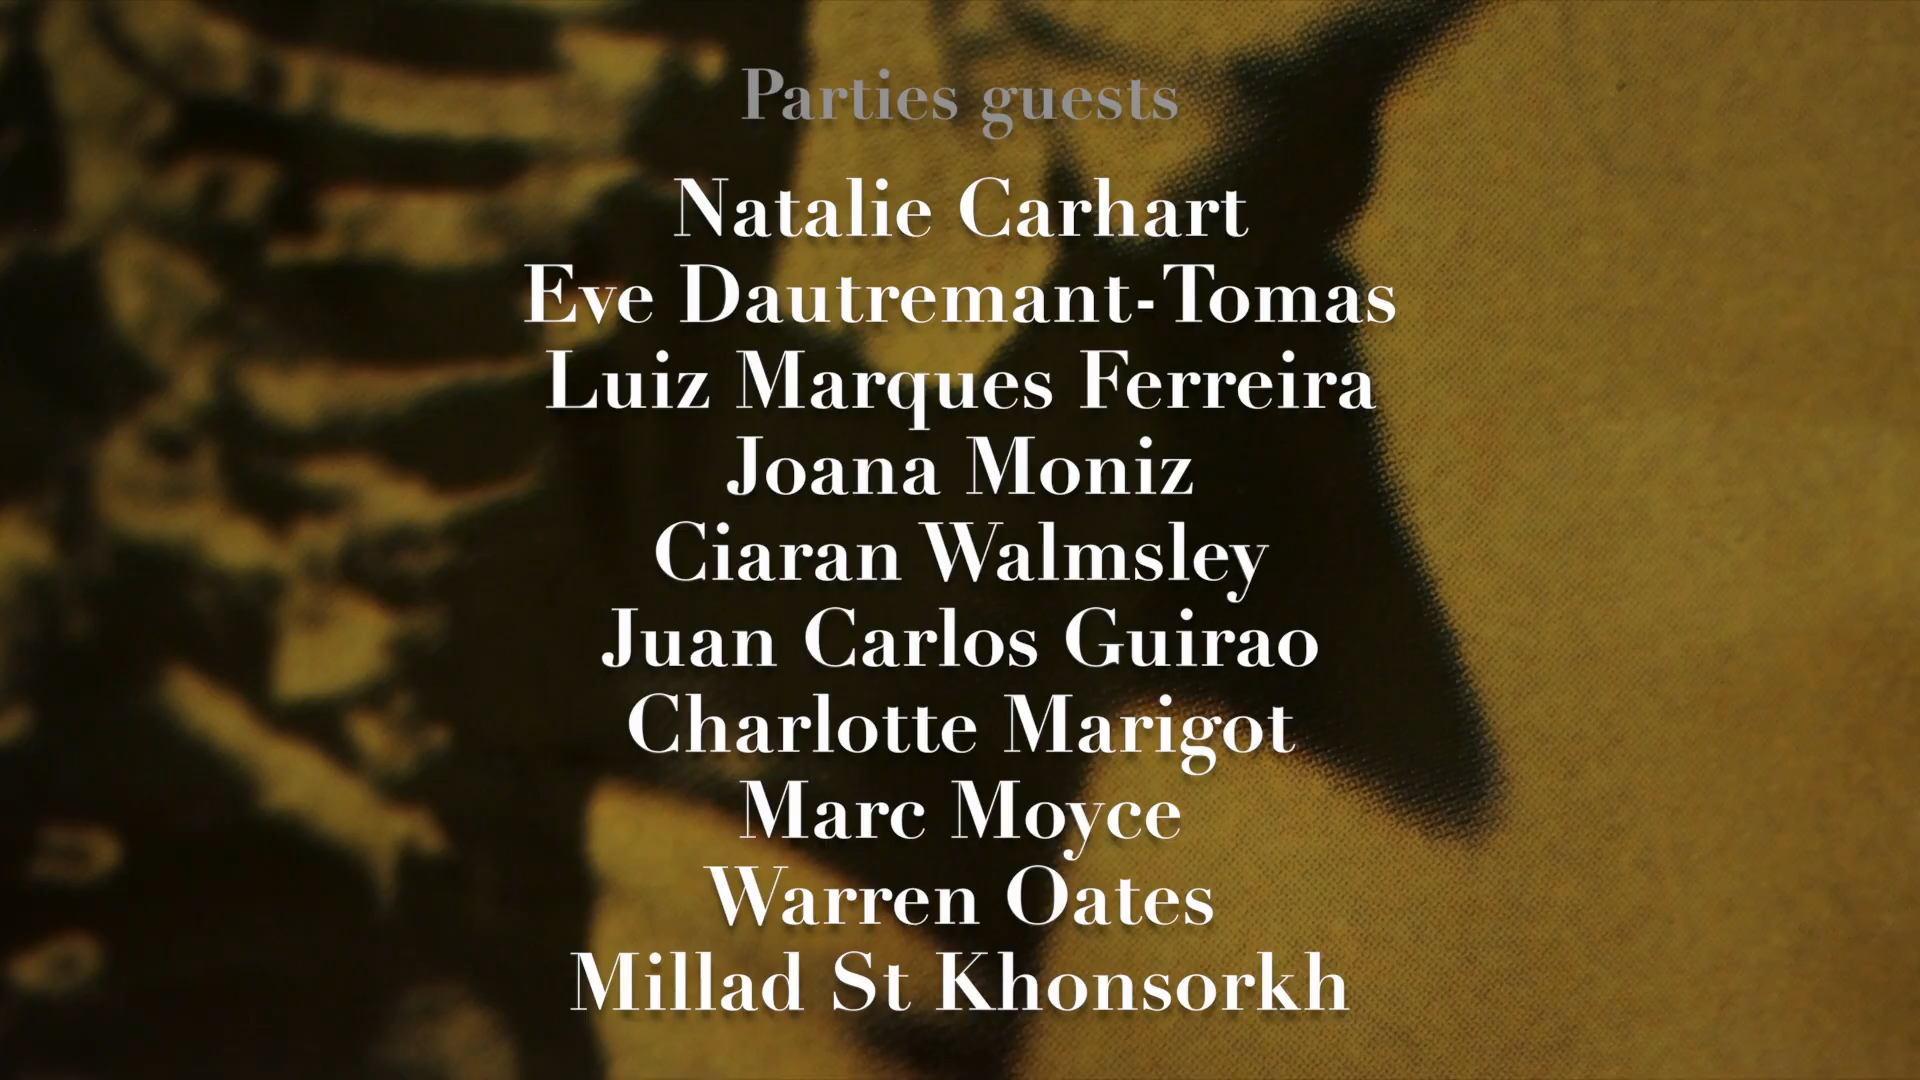 Parties guests
Natalie Carhart
Eve Dautremant-Tomas
Luiz Marques Ferreira
Joana Moniz
Ciaran Walmsley
Juan Carlos Guirao
Charlotte Marigot
Marc Moyce
Warren Oates
Millad St Khonsorkh